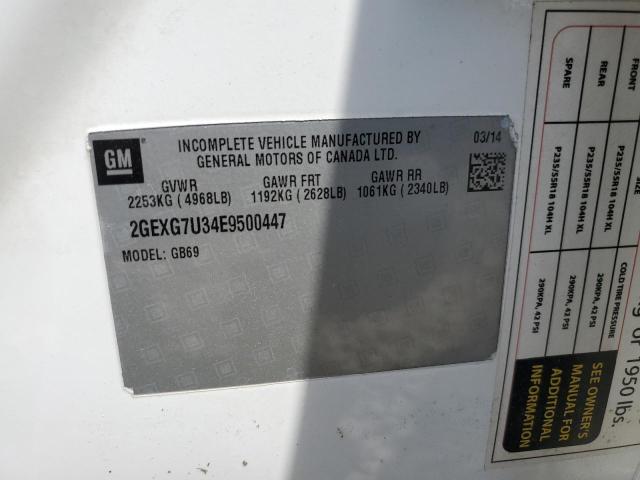 GM
INCOMPLETE VEHICLE MANUFACTURED BY
GENERAL MOTORS OF CANADA LTD.
03/14
GVWR GAWR FRT GAWR RR
2253KG ( 4968LB) 1192KG ( 2628LB) 1061KG ( 2340LB)
2GEXG7U34E9500447
MODEL: GB69
FRONT P235/55R18 104H XL 290KPA, 42 PSI
REAR P235/55R18 104H XL 290KPA, 42 PSI
SPARE P235/55R18 104H XL 290KPA, 42 PSI
SIZE
COLD TIRE PRESSURE
or 1950 lbs.
SEE OWNER'S
MANUAL FOR
ADDITIONAL
INFORMATION